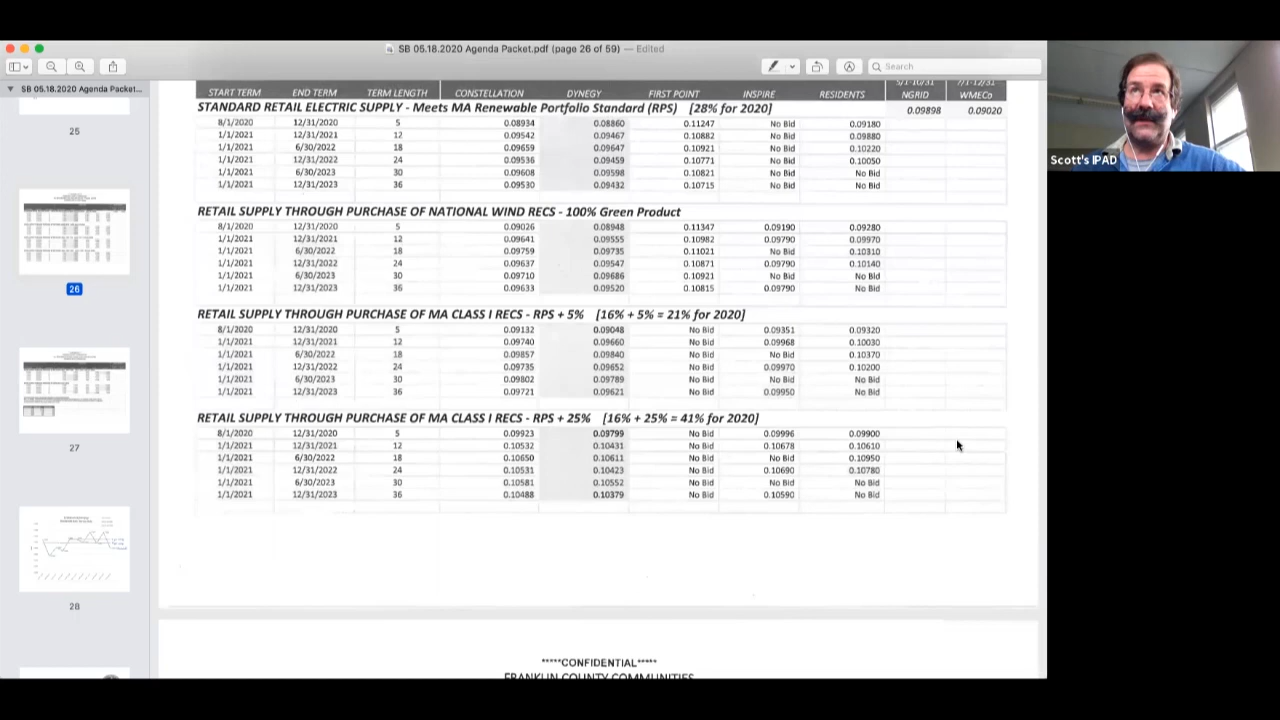 SB 05.18.2020 Agenda Packet.pdf (page 26 of 59) — Edited
Search
SB 05.18.2020 Agenda Packet...
25
26
27
28
Scott's IPAD
5/1-10/31 7/1-12/31
START TERM END TERM TERM LENGTH CONSTELLATION DYNEGY FIRST POINT INSPIRE RESIDENTS NGRID WMECo
STANDARD RETAIL ELECTRIC SUPPLY - Meets MA Renewable Portfolio Standard (RPS) [28% for 2020] 0.09898 0.09020
8/1/2020 12/31/2020 5 0.08934 0.08860 0.11247 No Bid 0.09180
1/1/2021 12/31/2021 12 0.09542 0.09467 0.10882 No Bid 0.09880
1/1/2021 6/30/2022 18 0.09659 0.09647 0.10921 No Bid 0.10220
1/1/2021 12/31/2022 24 0.09536 0.09459 0.10771 No Bid 0.10050
1/1/2021 6/30/2023 30 0.09608 0.09598 0.10821 No Bid No Bid
1/1/2021 12/31/2023 36 0.09530 0.09432 0.10715 No Bid No Bid
RETAIL SUPPLY THROUGH PURCHASE OF NATIONAL WIND RECS - 100% Green Product
8/1/2020 12/31/2020 5 0.09026 0.08948 0.11347 0.09190 0.09280
1/1/2021 12/31/2021 12 0.09641 0.09555 0.10982 0.09790 0.09970
1/1/2021 6/30/2022 18 0.09759 0.09735 0.11021 No Bid 0.10310
1/1/2021 12/31/2022 24 0.09637 0.09547 0.10871 0.09790 0.10140
1/1/2021 6/30/2023 30 0.09710 0.09686 0.10921 No Bid No Bid
1/1/2021 12/31/2023 36 0.09633 0.09520 0.10815 0.09790 No Bid
RETAIL SUPPLY THROUGH PURCHASE OF MA CLASS I RECS - RPS + 5% [16% + 5% = 21% for 2020]
8/1/2020 12/31/2020 5 0.09132 0.09048 No Bid 0.09351 0.09320
1/1/2021 12/31/2021 12 0.09740 0.09660 No Bid 0.09968 0.10030
1/1/2021 6/30/2022 18 0.09857 0.09840 No Bid No Bid 0.10370
1/1/2021 12/31/2022 24 0.09735 0.09652 No Bid 0.09970 0.10200
1/1/2021 6/30/2023 30 0.09802 0.09789 No Bid No Bid No Bid
1/1/2021 12/31/2023 36 0.09721 0.09621 No Bid 0.09950 No Bid
RETAIL SUPPLY THROUGH PURCHASE OF MA CLASS I RECS - RPS + 25% [16% + 25% = 41% for 2020]
8/1/2020 12/31/2020 5 0.09923 0.09799 No Bid 0.09996 0.09900
1/1/2021 12/31/2021 12 0.10532 0.10431 No Bid 0.10678 0.10610
1/1/2021 6/30/2022 18 0.10650 0.10611 No Bid No Bid 0.10950
1/1/2021 12/31/2022 24 0.10531 0.10423 No Bid 0.10690 0.10780
1/1/2021 6/30/2023 30 0.10581 0.10552 No Bid No Bid No Bid
1/1/2021 12/31/2023 36 0.10488 0.10379 No Bid 0.10590 No Bid
*****CONFIDENTIAL*****
FRANKLIN COUNTY COMMUNITIES